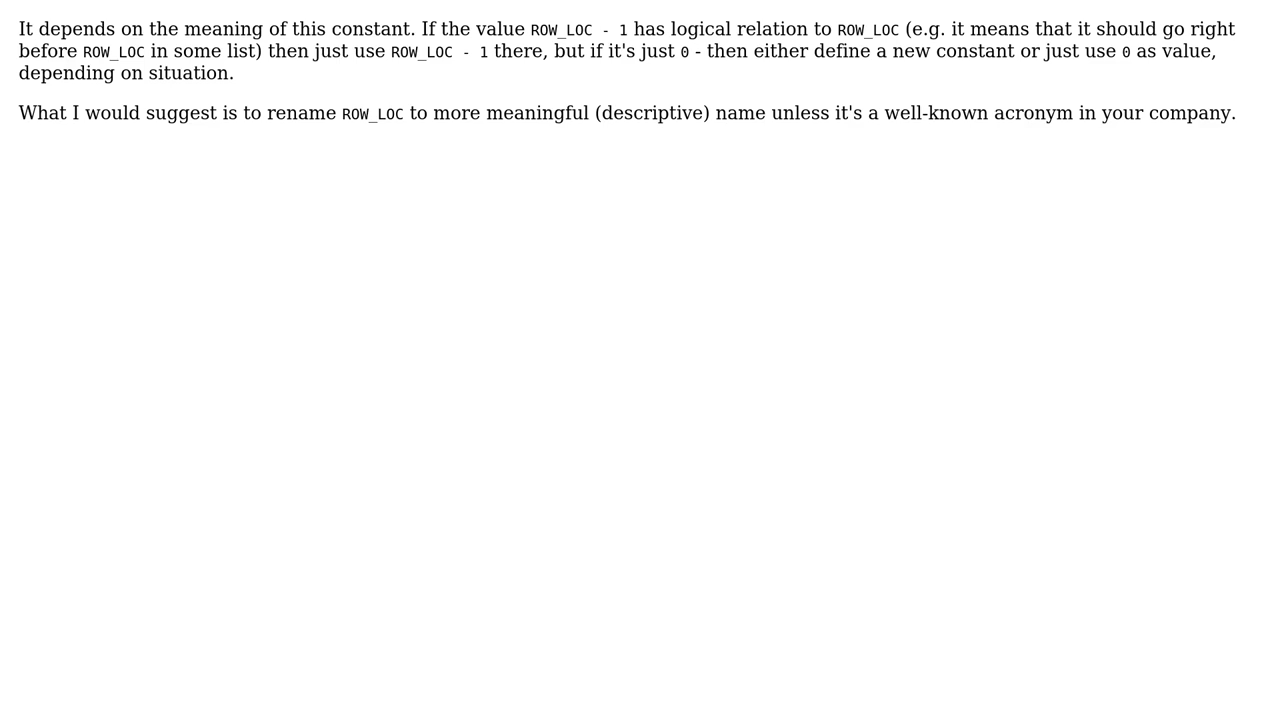 It depends on the meaning of this constant. If the value ROW_LOC - 1 has logical relation to ROW_LOC (e.g. it means that it should go right
before ROW_LOC in some list) then just use ROW_LOC - 1 there, but if it's just 0 - then either define a new constant or just use 0 as value,
depending on situation.
What I would suggest is to rename ROW_LOC to more meaningful (descriptive) name unless it's a well-known acronym in your company.